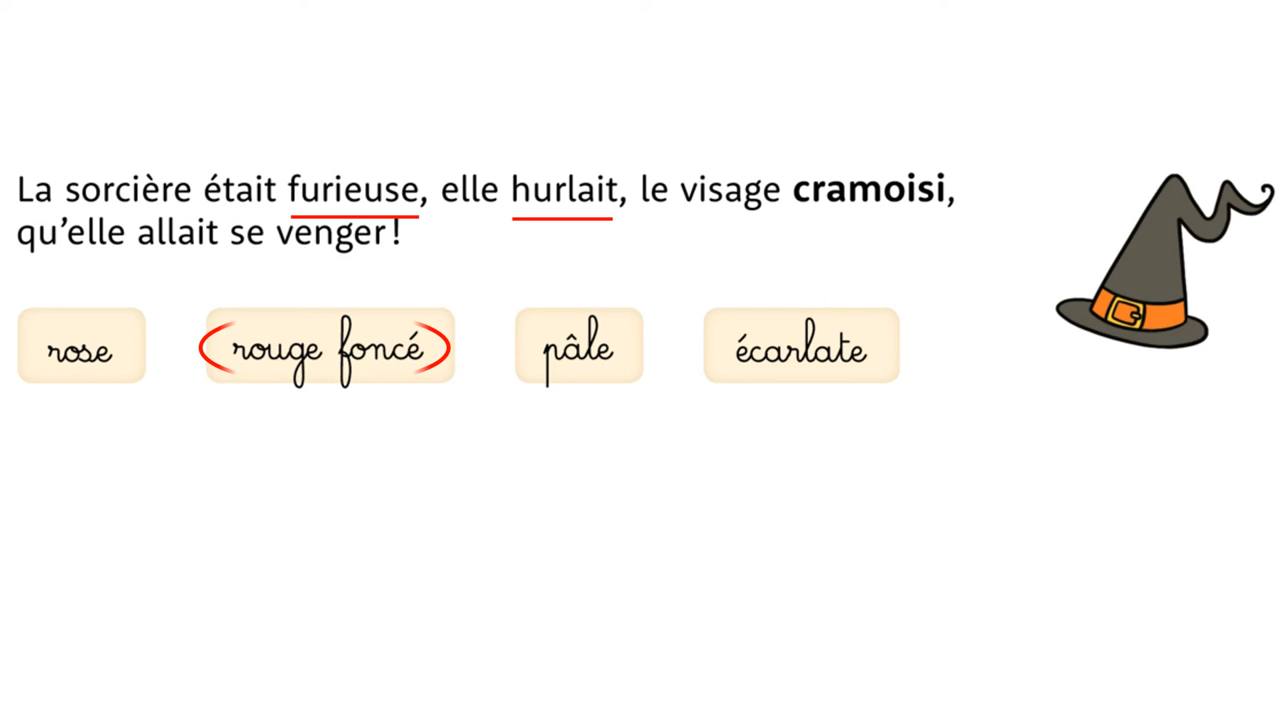 La sorcière était furieuse, elle hurlait, le visage cramoisi,
qu'elle allait se venger !
rose rouge foncé pâle écarlate